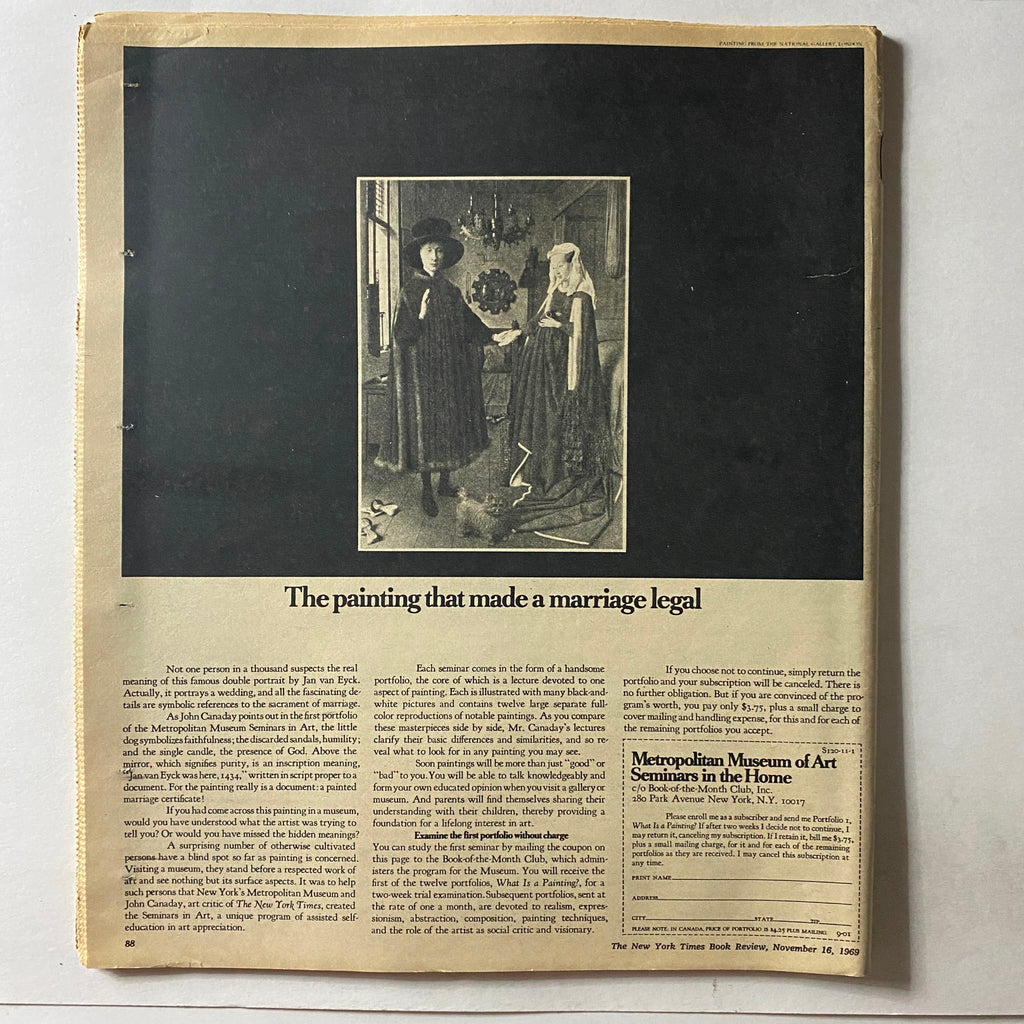 PAINTING FROM THE NATIONAL GALLERY, LONDON
The painting that made a marriage legal
Not one person in a thousand suspects the real
meaning of this famous double portrait by Jan van Eyck.
Actually, it portrays a wedding, and all the fascinating de-
tails are symbolic references to the sacrament of marriage.
As John Canaday points out in the first portfolio
of the Metropolitan Museum Seminars in Art, the little
dog symbolizes faithfulness; the discarded sandals, humility;
and the single candle, the presence of God. Above the
mirror, which signifies purity, is an inscription meaning,
"Jan van Eyck was here, 1434," written in script proper to a
document. For the painting really is a document: a painted
marriage certificate!
If you had come across this painting in a museum,
would you have understood what the artist was trying to
tell you? Or would you have missed the hidden meanings?
A surprising number of otherwise cultivated
persons have a blind spot so far as painting is concerned.
Visiting a museum, they stand before a respected work of
art and see nothing but its surface aspects. It was to help
such persons that New York's Metropolitan Museum and
John Canaday, art critic of The New York Times, created
the Seminars in Art, a unique program of assisted self-
education in art appreciation.
Each seminar comes in the form of a handsome
portfolio, the core of which is a lecture devoted to one
aspect of painting. Each is illustrated with many black-and-
white pictures and contains twelve large separate full-
color reproductions of notable paintings. As you compare
these masterpieces side by side, Mr. Canaday's lectures
clarify their basic differences and similarities, and so re-
veal what to look for in any painting you may see.
Soon paintings will be more than just "good" or
"bad" to you. You will be able to talk knowledgeably and
form your own educated opinion when you visit a gallery or
museum. And parents will find themselves sharing their
understanding with their children, thereby providing a
foundation for a lifelong interest in art.
Examine the first portfolio without charge
You can study the first seminar by mailing the coupon on
this page to the Book-of-the-Month Club, which admin-
isters the program for the Museum. You will receive the
first of the twelve portfolios, What Is a Painting?, for a
two-week trial examination. Subsequent portfolios, sent at
the rate of one a month, are devoted to realism, expres-
sionism, abstraction, composition, painting techniques,
and the role of the artist as social critic and visionary.
If you choose not to continue, simply return the
portfolio and your subscription will be canceled. There is
no further obligation. But if you are convinced of the pro-
gram's worth, you pay only $3.75, plus a small charge to
cover mailing and handling expense, for this and for each of
the remaining portfolios you accept.
S120-11-1
Metropolitan Museum of Art
Seminars in the Home
c/o Book-of-the-Month Club, Inc.
280 Park Avenue New York, N.Y. 10017
Please enroll me as a subscriber and send me Portfolio 1,
What Is a Painting? If after two weeks I decide not to continue, I
may return it, canceling my subscription. If I retain it, bill me $3.75,
plus a small mailing charge, for it and for each of the remaining
portfolios as they are received. I may cancel this subscription at
any time.
PRINT NAME
ADDRESS
CITY STATE ZIP
PLEASE NOTE: IN CANADA, PRICE OF PORTFOLIO IS $4.25 PLUS MAILING. 9-01
88
The New York Times Book Review, November 16, 1969